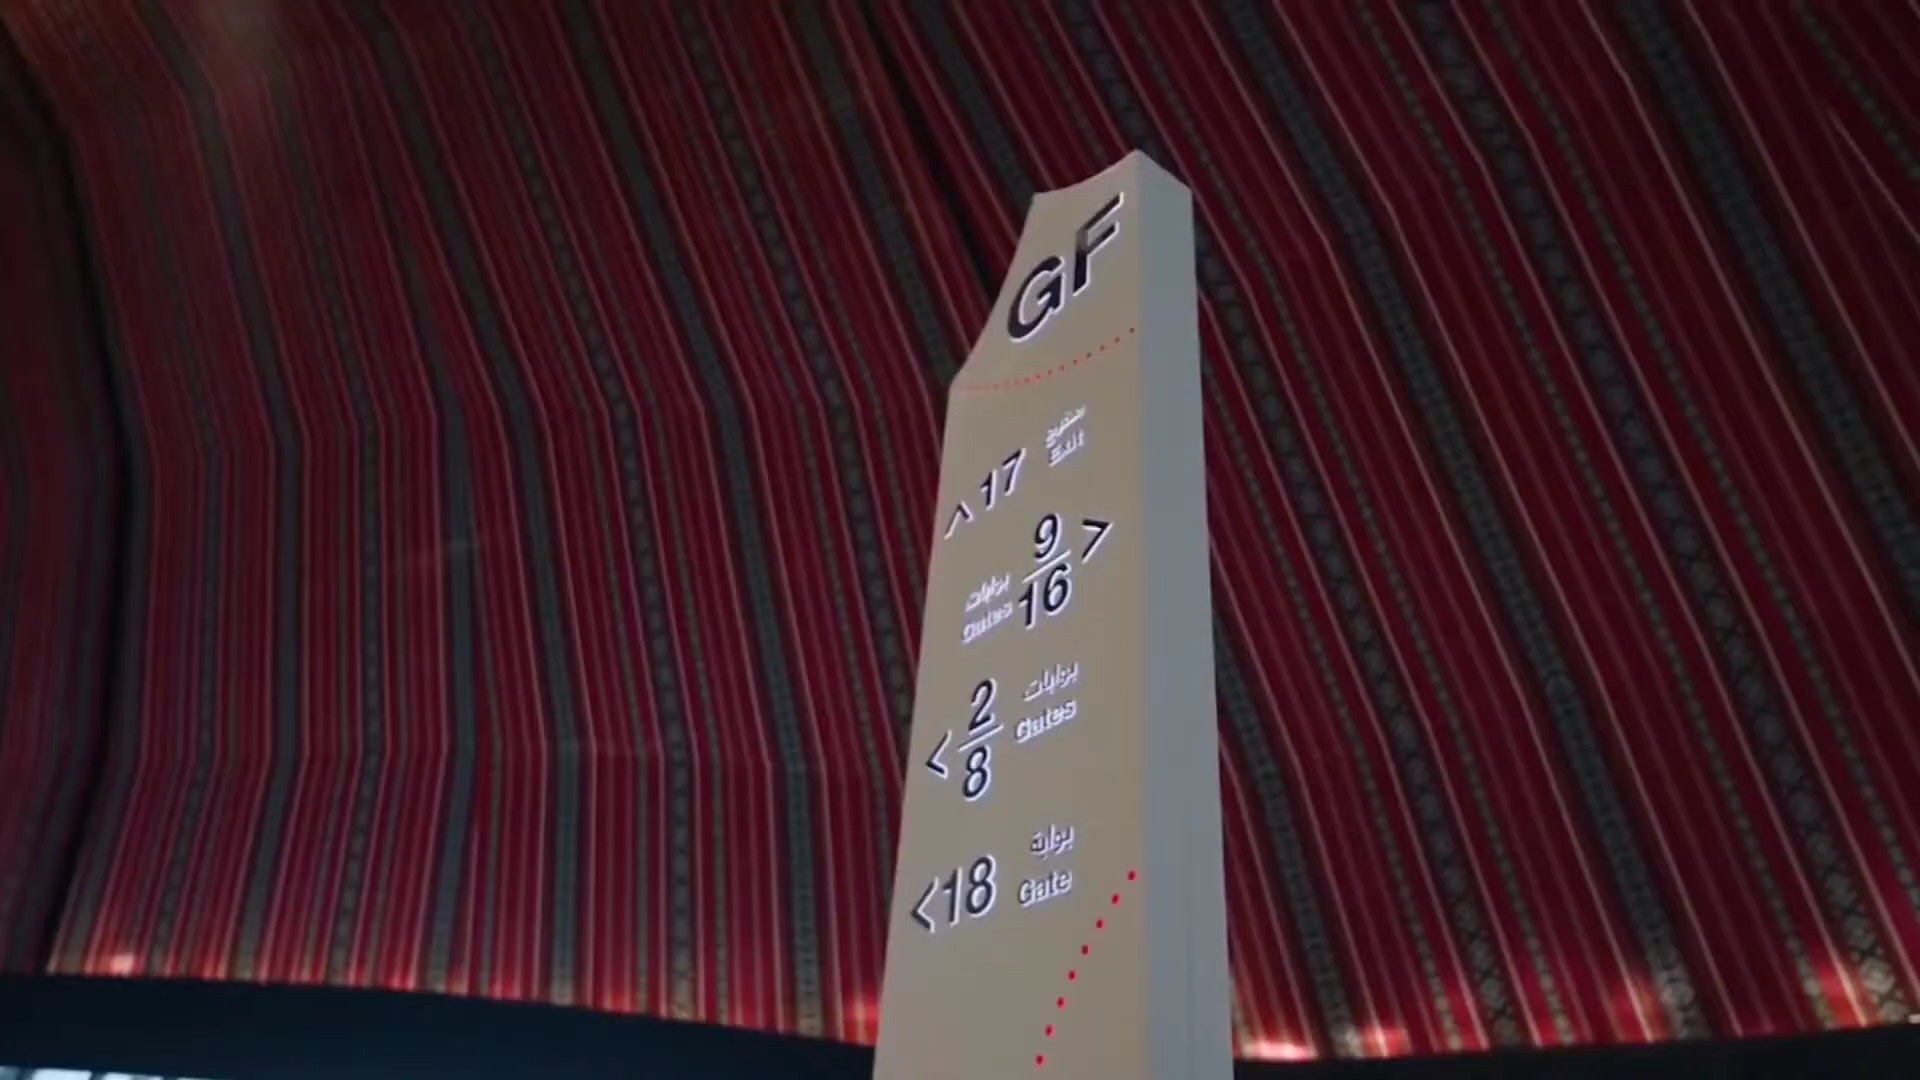 GF
مخرج
^ 17 Exit
9 >
بوابات
Gates 16
2 بوابات
< Gates
8
بوابة
< 18 Gate